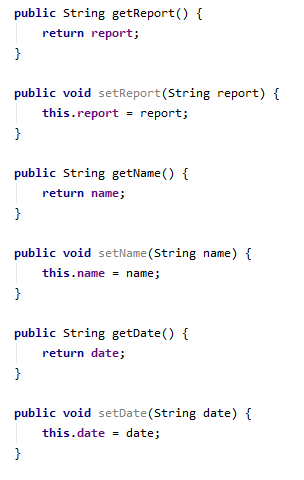 public String getReport() {
    return report;
}

public void setReport(String report) {
    this.report = report;
}

public String getName() {
    return name;
}

public void setName(String name) {
    this.name = name;
}

public String getDate() {
    return date;
}

public void setDate(String date) {
    this.date = date;
}